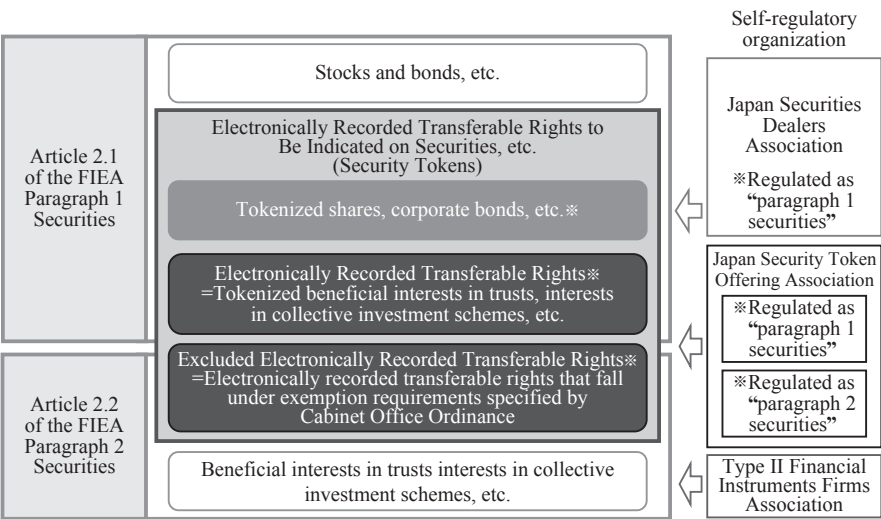 Self-regulatory
organization
Article 2.1
of the FIEA
Paragraph 1
Securities
Stocks and bonds, etc.
Electronically Recorded Transferable Rights to
Be Indicated on Securities, etc.
(Security Tokens)
Tokenized shares, corporate bonds, etc.※
Electronically Recorded Transferable Rights※
=Tokenized beneficial interests in trusts, interests
in collective investment schemes, etc.
Article 2.2
of the FIEA
Paragraph 2
Securities
Excluded Electronically Recorded Transferable Rights※
=Electronically recorded transferable rights that fall
under exemption requirements specified by
Cabinet Office Ordinance
Beneficial interests in trusts interests in collective
investment schemes, etc.
Japan Securities
Dealers
Association
※Regulated as
“paragraph 1
securities”
Japan Security Token
Offering Association
※Regulated as
“paragraph 1
securities”
※Regulated as
“paragraph 2
securities”
Type II Financial
Instruments Firms
Association